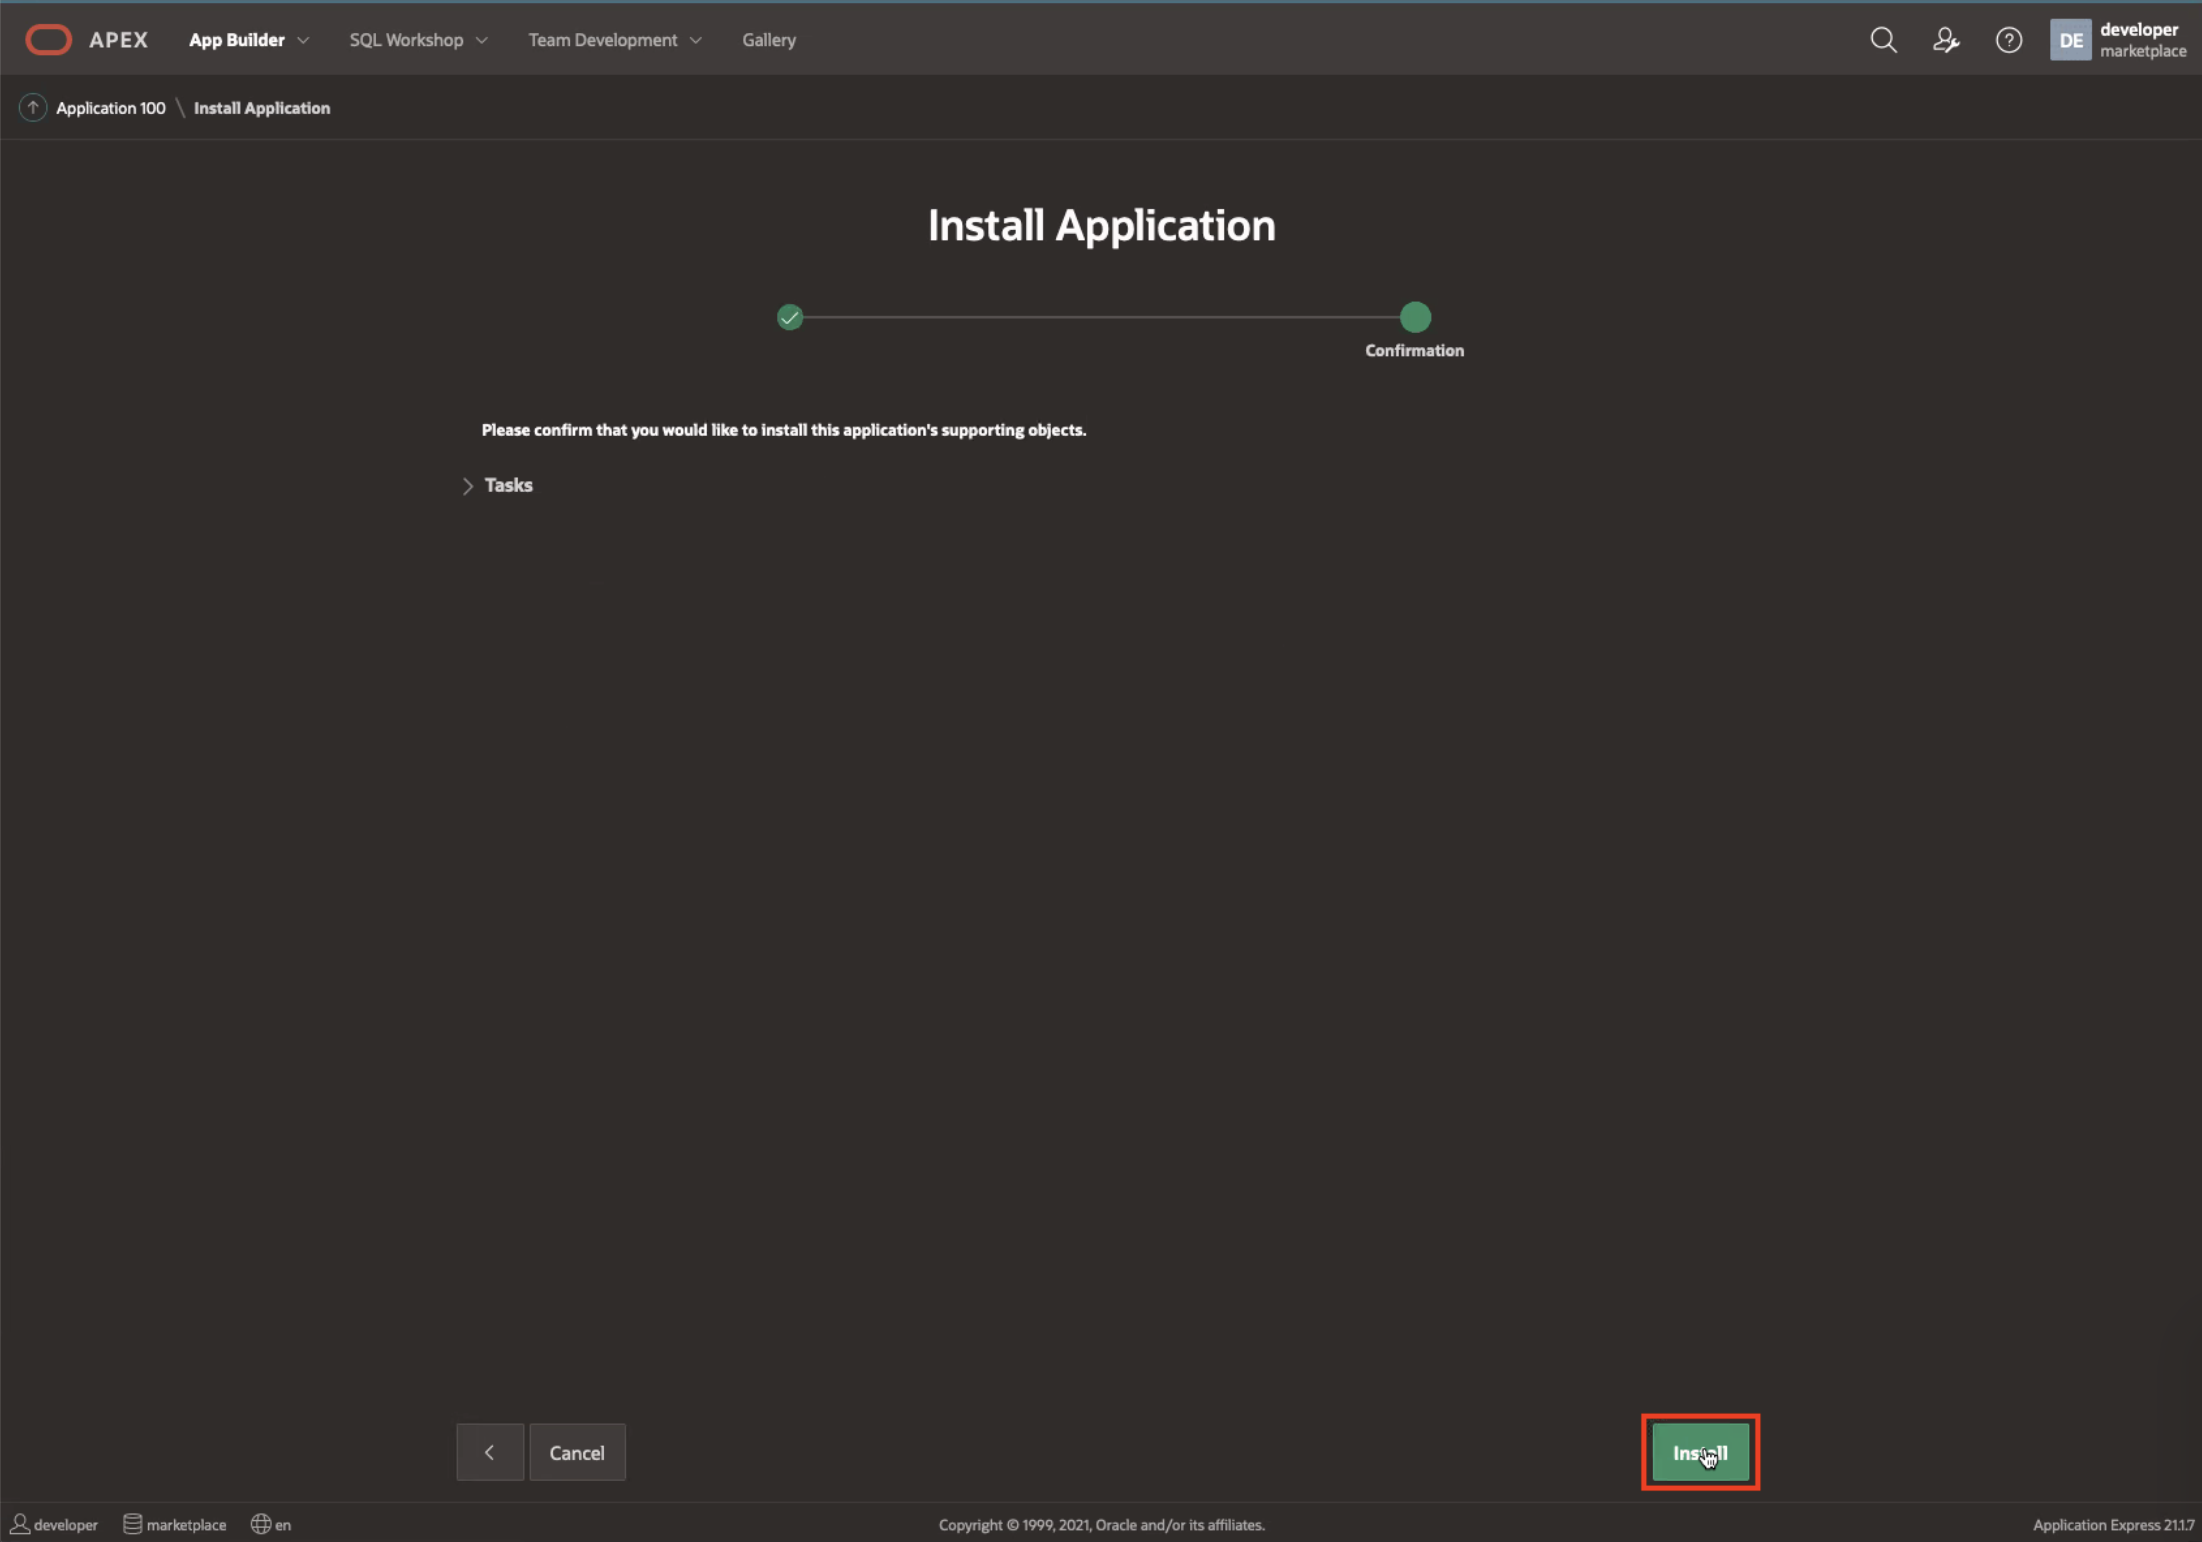 APEX App Builder SQL Workshop Team Development Gallery
DE developer
marketplace
Application 100 \ Install Application
Install Application
Confirmation
Please confirm that you would like to install this application's supporting objects.
Tasks
Cancel
Install
developer marketplace en Copyright © 1999, 2021, Oracle and/or its affiliates. Application Express 21.1.7